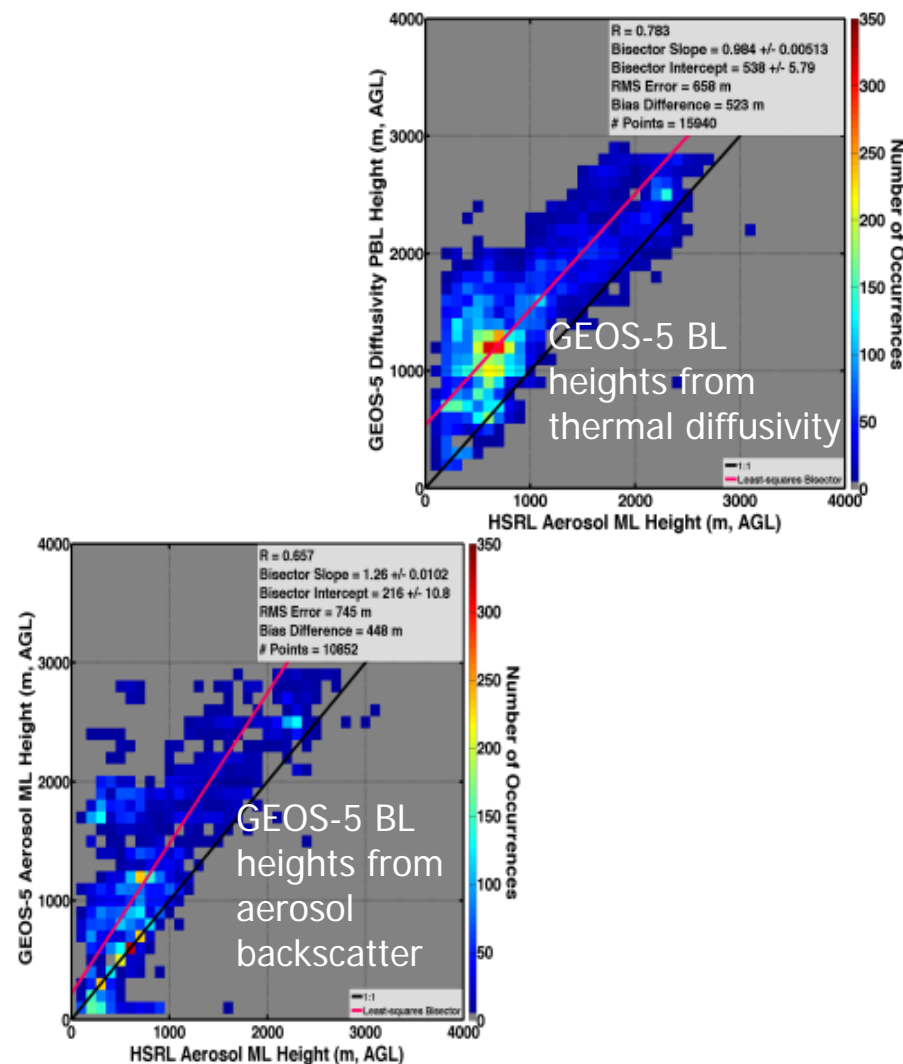 4000
3000
2000
1000
0
GEOS-5 Diffusivity PBL Height (m, AGL)
R = 0.783
Bisector Slope = 0.984 +/- 0.00513
Bisector Intercept = 538 +/- 5.79
RMS Error = 658 m
Bias Difference = 523 m
# Points = 15940
GEOS-5 BL
heights from
thermal diffusivity
1:1
Least-squares Bisector
0 1000 2000 3000 4000
HSRL Aerosol ML Height (m, AGL)
350
300
250
200
150
100
50
0
Number of Occurrences
4000
3000
2000
1000
0
GEOS-5 Aerosol ML Height (m, AGL)
R = 0.657
Bisector Slope = 1.26 +/- 0.0102
Bisector Intercept = 216 +/- 10.8
RMS Error = 745 m
Bias Difference = 448 m
# Points = 10852
GEOS-5 BL
heights from
aerosol
backscatter
1:1
Least-squares Bisector
0 1000 2000 3000 4000
HSRL Aerosol ML Height (m, AGL)
350
300
250
200
150
100
50
0
Number of Occurrences